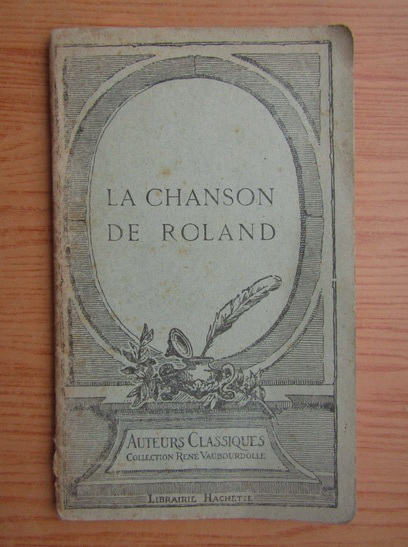 LA CHANSON
DE ROLAND
AUTEURS CLASSIQUES
COLLECTION RENÉ VAUBOURDOLLE
LIBRAIRIE HACHETTE